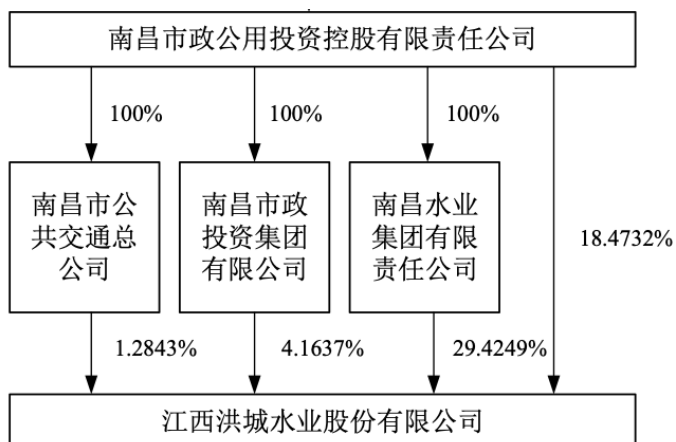 南昌市政公用投资控股有限责任公司
100%
100%
100%
南昌市公
共交通总
公司
南昌市政
投资集团
有限公司
南昌水业
集团有限
责任公司
18.4732%
1.2843%
4.1637%
29.4249%
江西洪城水业股份有限公司